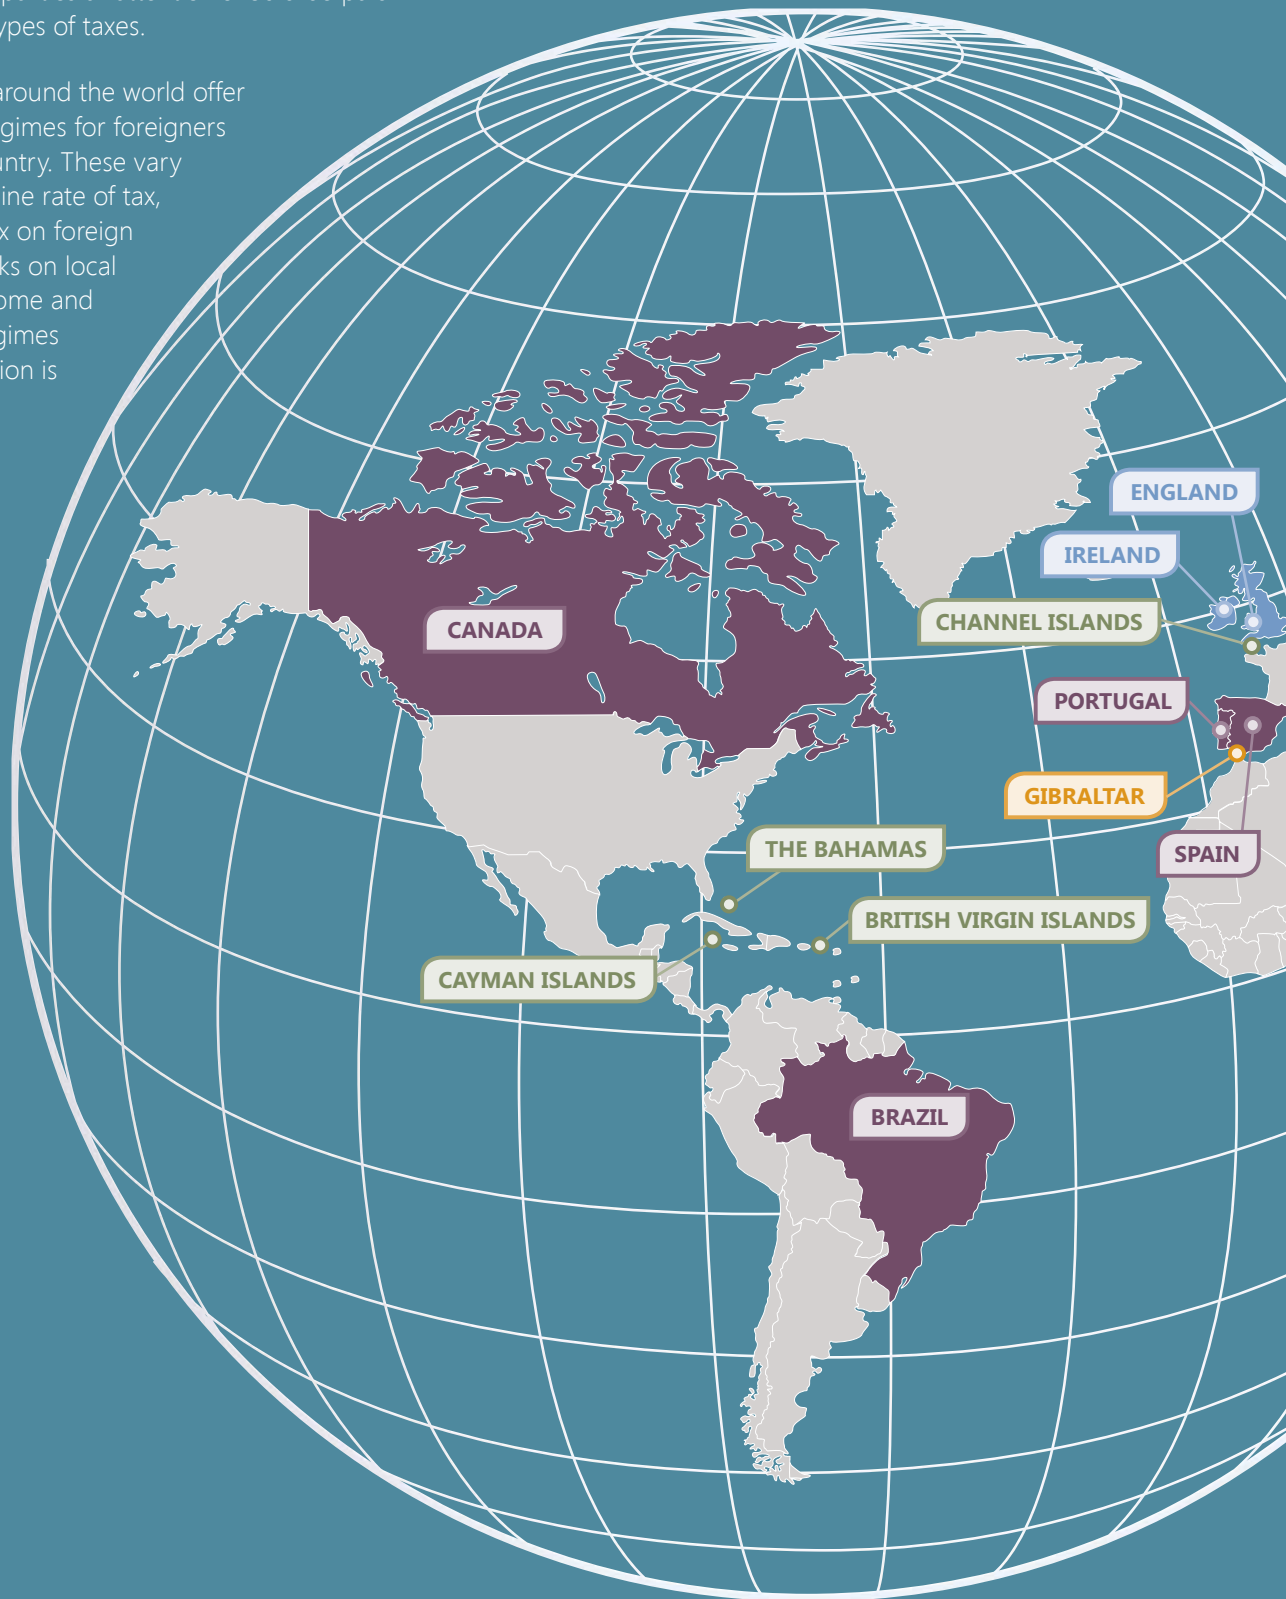 ypes of taxes.
around the world offer
gimes for foreigners
untry. These vary
ine rate of tax,
x on foreign
ks on local
ome and
gimes
ion is
ENGLAND
IRELAND
CHANNEL ISLANDS
CANADA
PORTUGAL
GIBRALTAR
THE BAHAMAS
SPAIN
BRITISH VIRGIN ISLANDS
CAYMAN ISLANDS
BRAZIL